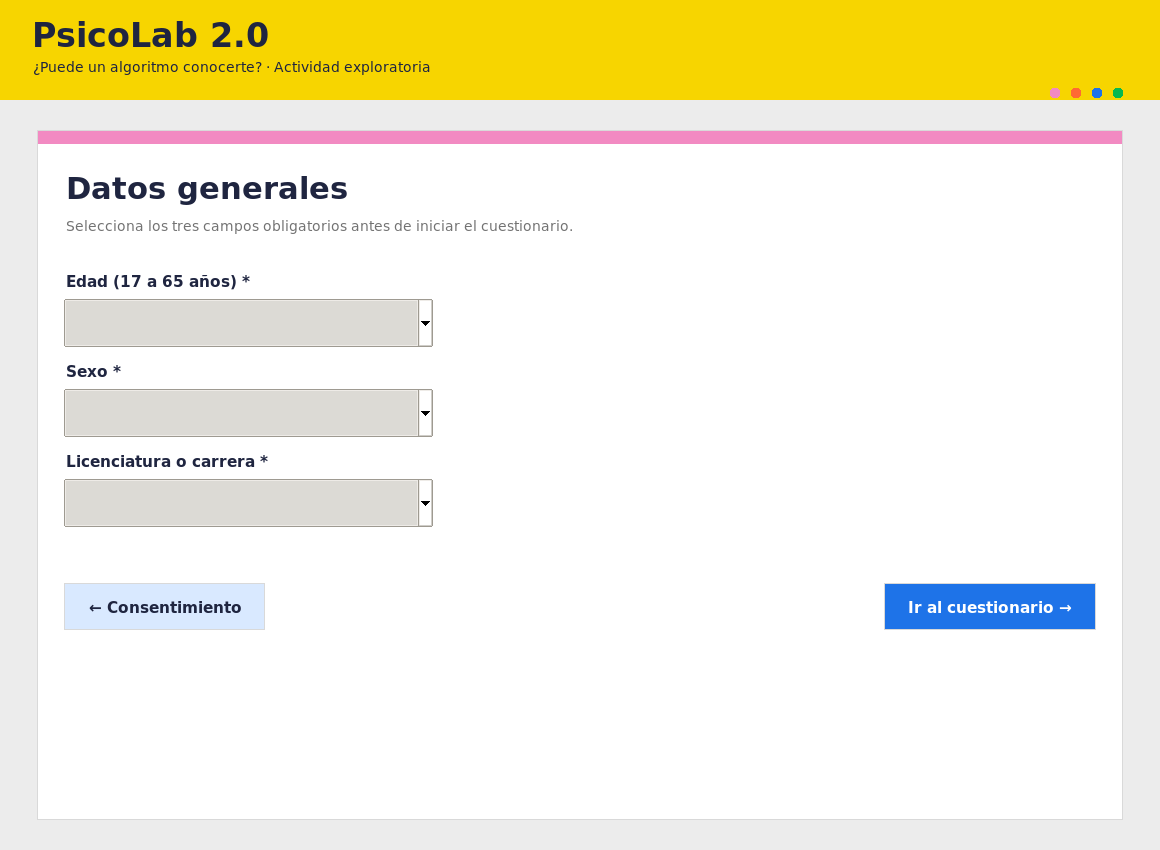 PsicoLab 2.0
¿Puede un algoritmo conocerte? · Actividad exploratoria
Datos generales
Selecciona los tres campos obligatorios antes de iniciar el cuestionario.
Edad (17 a 65 años) *
Sexo *
Licenciatura o carrera *
← Consentimiento
Ir al cuestionario →